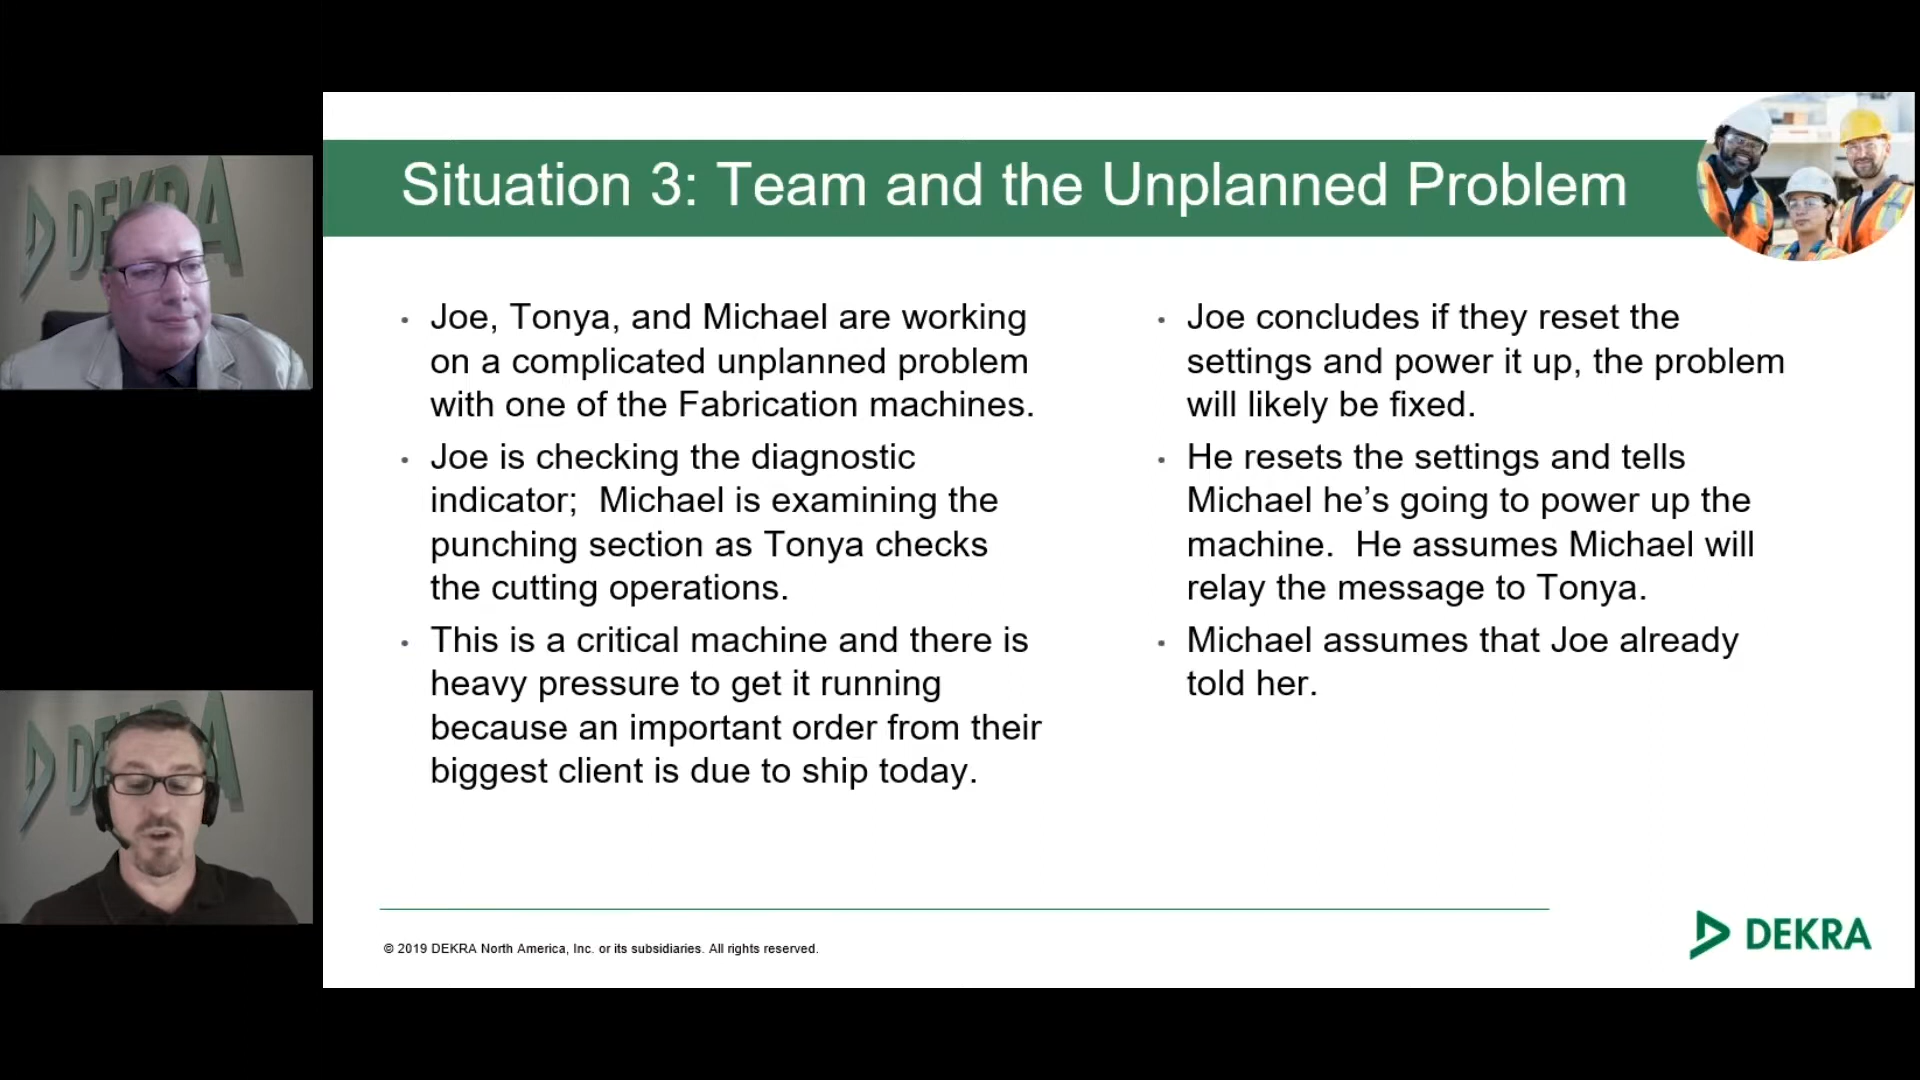 DEKRA
DEKRA
Situation 3: Team and the Unplanned Problem
• Joe, Tonya, and Michael are working
on a complicated unplanned problem
with one of the Fabrication machines.
• Joe is checking the diagnostic
indicator;  Michael is examining the
punching section as Tonya checks
the cutting operations.
• This is a critical machine and there is
heavy pressure to get it running
because an important order from their
biggest client is due to ship today.
• Joe concludes if they reset the
settings and power it up, the problem
will likely be fixed.
• He resets the settings and tells
Michael he’s going to power up the
machine.  He assumes Michael will
relay the message to Tonya.
• Michael assumes that Joe already
told her.
© 2019 DEKRA North America, Inc. or its subsidiaries. All rights reserved.
DEKRA